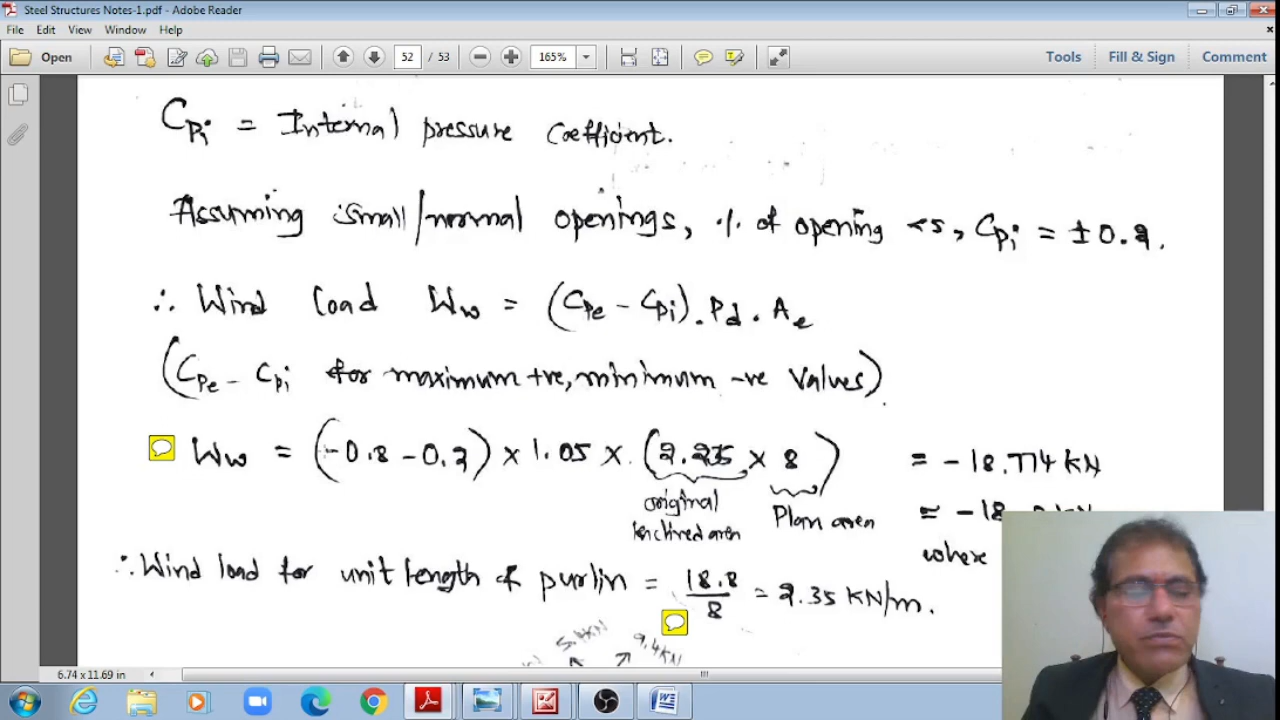 Steel Structures Notes-1.pdf - Adobe Reader
File Edit View Window Help
Open 52 / 53 165% Tools Fill & Sign Comment
Cpi = Internal pressure coefficient.
Assuming small/normal openings, % of opening <5, Cpi = ±0.2.
∴ Wind load Ww = (Cpe - Cpi). Pd. Ae
(Cpe - Cpi for maximum +ve, minimum -ve values)
Ww = (-0.8 - 0.2) × 1.05 × (2.235 × 8) = -18.774 KN
original Plan area ≈ -18
inclined area where
∴ Wind load for unit length of purlin = 18.8/8 = 2.35 KN/m.
9.4KN
6.74 x 11.69 in